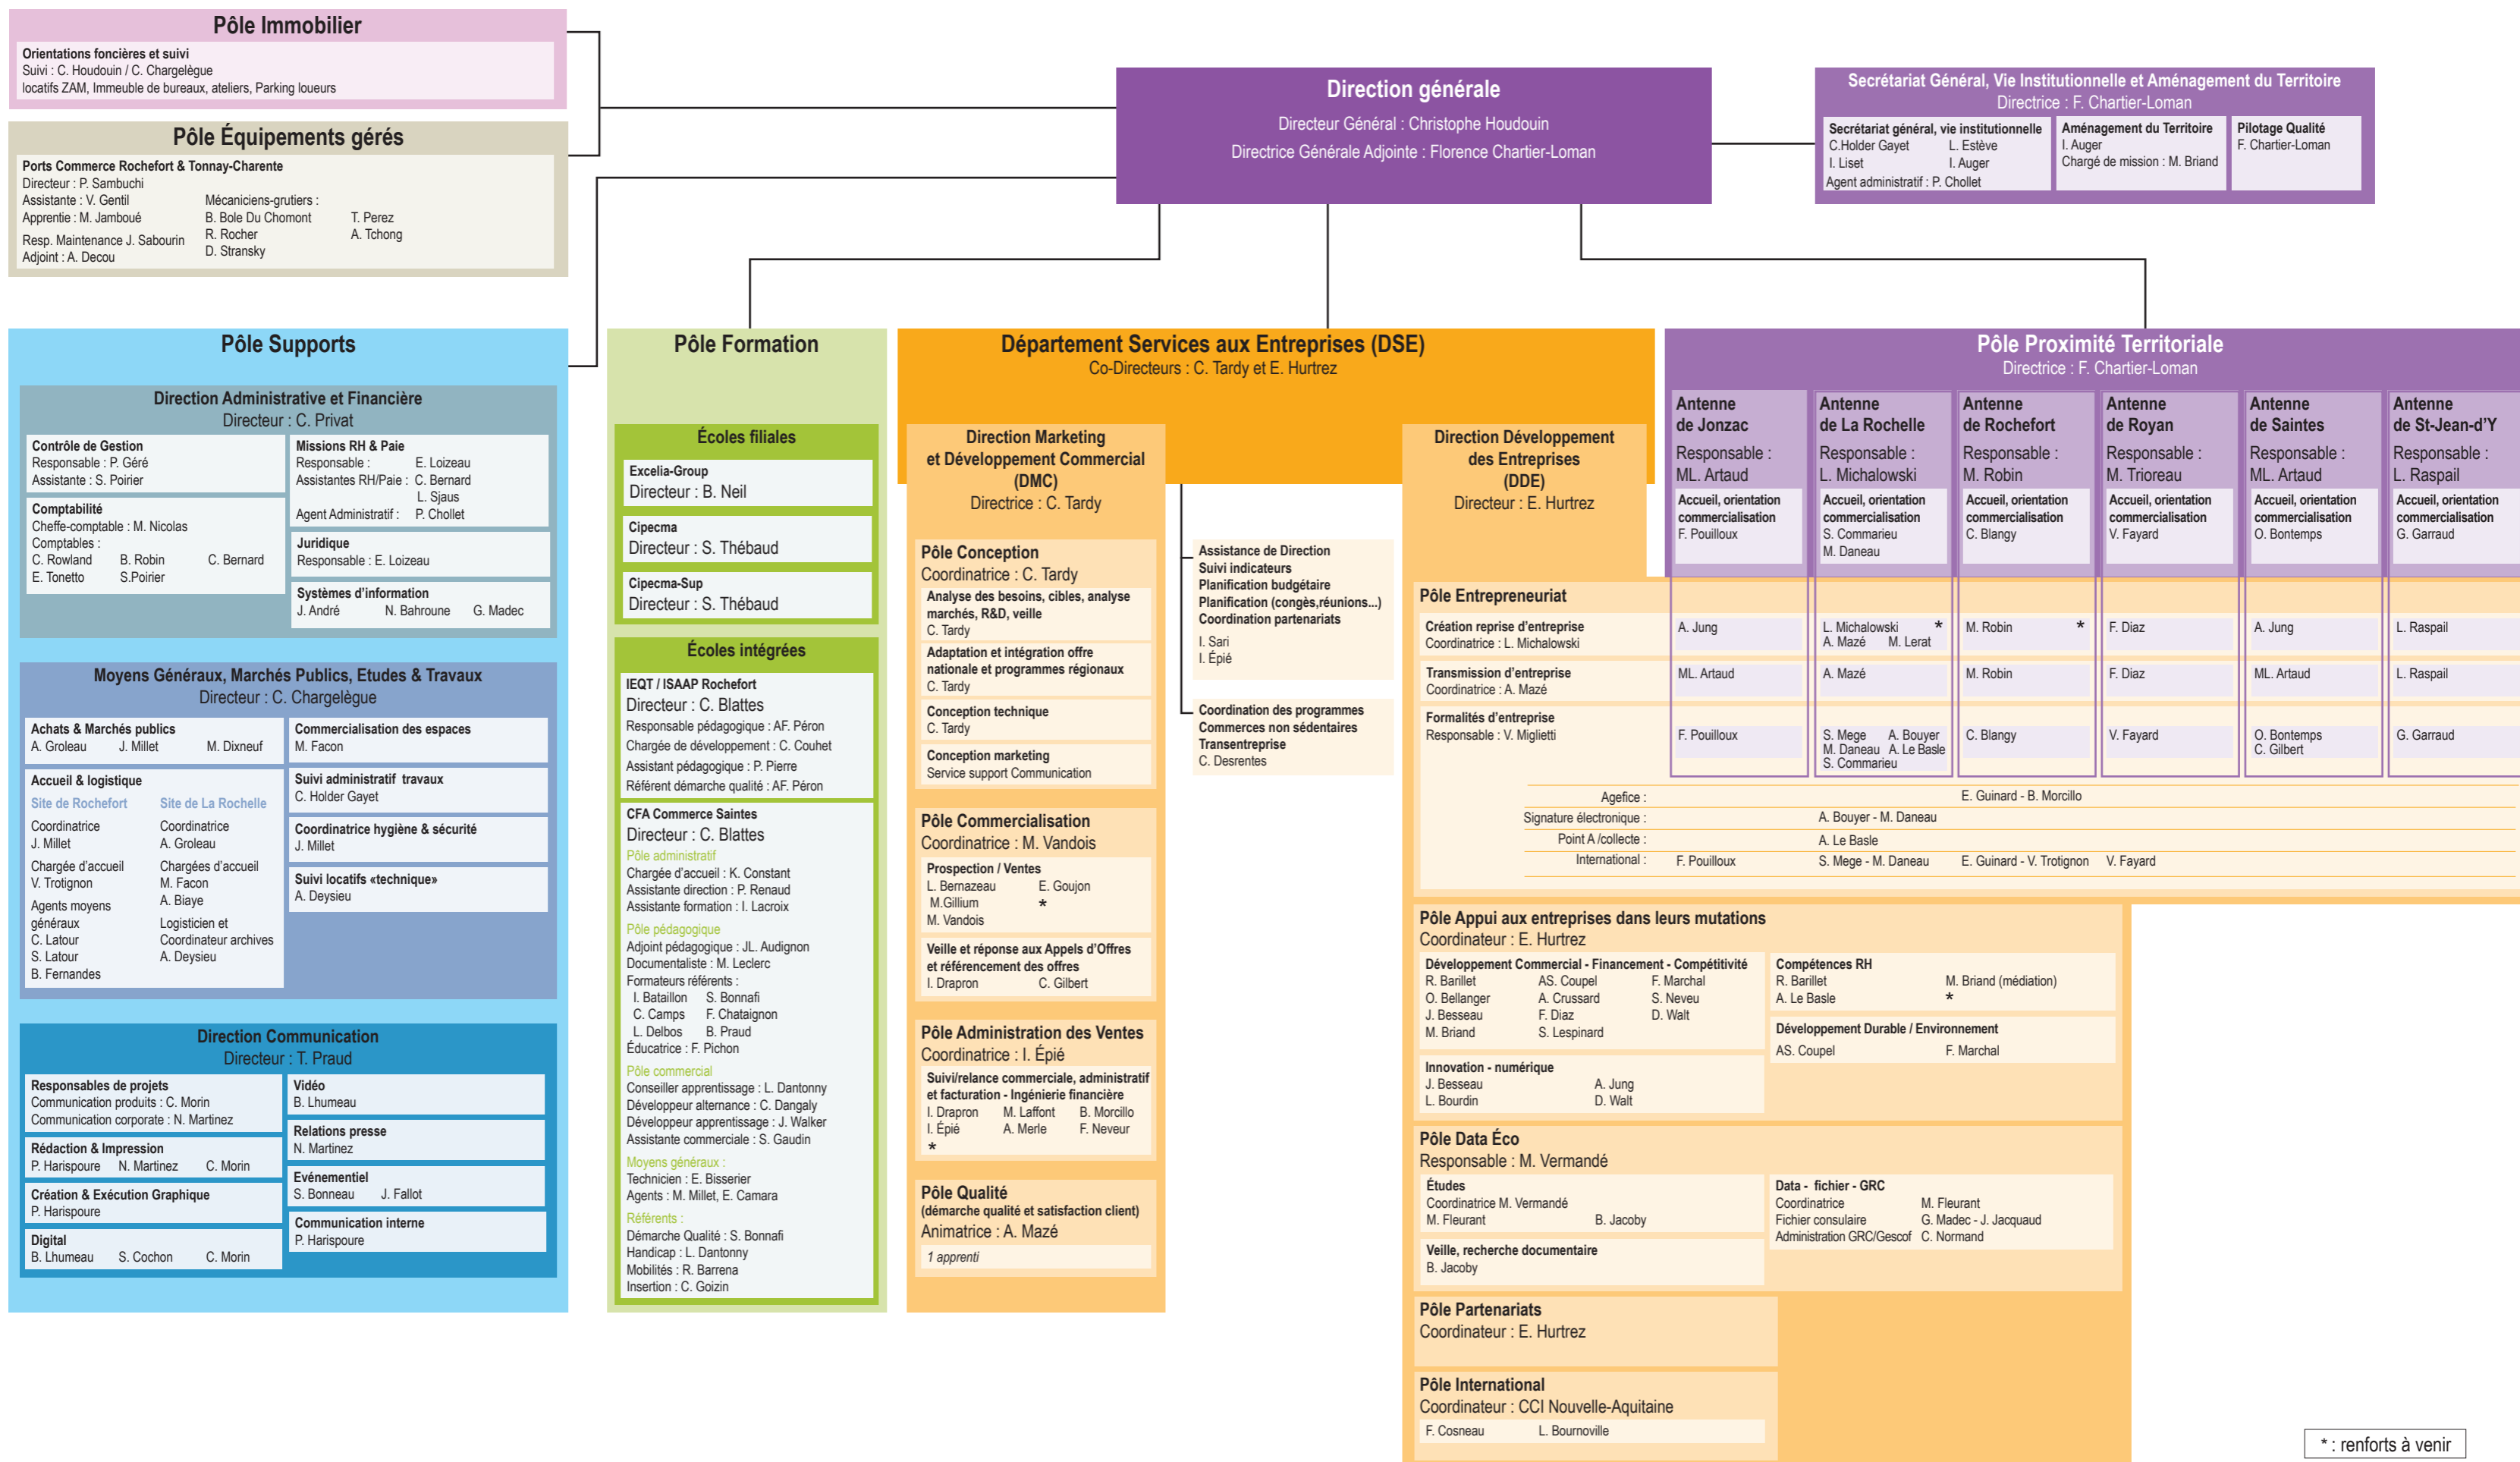 Pôle Immobilier
Orientations foncières et suivi
Suivi : C. Houdouin / C. Chargelègue
locatifs ZAM, Immeuble de bureaux, ateliers, Parking loueurs
Pôle Équipements gérés
Ports Commerce Rochefort & Tonnay-Charente
Directeur : P. Sambuchi
Assistante : V. Gentil
Apprentie : M. Jamboué
Resp. Maintenance J. Sabourin
Adjoint : A. Decou
Mécaniciens-grutiers :
B. Bole Du Chomont T. Perez
R. Rocher A. Tchong
D. Stransky
Direction générale
Directeur Général : Christophe Houdouin
Directrice Générale Adjointe : Florence Chartier-Loman
Secrétariat Général, Vie Institutionnelle et Aménagement du Territoire
Directrice : F. Chartier-Loman
Secrétariat général, vie institutionnelle
C.Holder Gayet L. Estève
I. Liset I. Auger
Agent administratif : P. Chollet
Aménagement du Territoire
I. Auger
Chargé de mission : M. Briand
Pilotage Qualité
F. Chartier-Loman
Pôle Supports
Direction Administrative et Financière
Directeur : C. Privat
Contrôle de Gestion
Responsable : P. Géré
Assistante : S. Poirier
Comptabilité
Cheffe-comptable : M. Nicolas
Comptables :
C. Rowland B. Robin C. Bernard
E. Tonetto S.Poirier
Missions RH & Paie
Responsable : E. Loizeau
Assistantes RH/Paie : C. Bernard
L. Sjaus
Agent Administratif : P. Chollet
Juridique
Responsable : E. Loizeau
Systèmes d'information
J. André N. Bahroune G. Madec
Moyens Généraux, Marchés Publics, Etudes & Travaux
Directeur : C. Chargelègue
Achats & Marchés publics
A. Groleau J. Millet M. Dixneuf
Accueil & logistique
Site de Rochefort
Coordinatrice
J. Millet
Chargée d'accueil
V. Trotignon
Agents moyens
généraux
C. Latour
S. Latour
B. Fernandes
Site de La Rochelle
Coordinatrice
A. Groleau
Chargées d'accueil
M. Facon
A. Biaye
Logisticien et
Coordinateur archives
A. Deysieu
Commercialisation des espaces
M. Facon
Suivi administratif travaux
C. Holder Gayet
Coordinatrice hygiène & sécurité
J. Millet
Suivi locatifs «technique»
A. Deysieu
Direction Communication
Directeur : T. Praud
Responsables de projets
Communication produits : C. Morin
Communication corporate : N. Martinez
Rédaction & Impression
P. Harispoure N. Martinez C. Morin
Création & Exécution Graphique
P. Harispoure
Digital
B. Lhumeau S. Cochon C. Morin
Vidéo
B. Lhumeau
Relations presse
N. Martinez
Evénementiel
S. Bonneau J. Fallot
Communication interne
P. Harispoure
Pôle Formation
Écoles filiales
Excelia-Group
Directeur : B. Neil
Cipecma
Directeur : S. Thébaud
Cipecma-Sup
Directeur : S. Thébaud
Écoles intégrées
IEQT / ISAAP Rochefort
Directeur : C. Blattes
Responsable pédagogique : AF. Péron
Chargée de développement : C. Couhet
Assistant pédagogique : P. Pierre
Référent démarche qualité : AF. Péron
CFA Commerce Saintes
Directeur : C. Blattes
Pôle administratif
Chargée d'accueil : K. Constant
Assistante direction : P. Renaud
Assistante formation : I. Lacroix
Pôle pédagogique
Adjoint pédagogique : JL. Audignon
Documentaliste : M. Leclerc
Formateurs référents :
I. Bataillon S. Bonnafi
C. Camps F. Chataignon
L. Delbos B. Praud
Éducatrice : F. Pichon
Pôle commercial
Conseiller apprentissage : L. Dantonny
Développeur alternance : C. Dangaly
Développeur apprentissage : J. Walker
Assistante commerciale : S. Gaudin
Moyens généraux :
Technicien : E. Bisserier
Agents : M. Millet, E. Camara
Référents :
Démarche Qualité : S. Bonnafi
Handicap : L. Dantonny
Mobilités : R. Barrena
Insertion : C. Goizin
Département Services aux Entreprises (DSE)
Co-Directeurs : C. Tardy et E. Hurtrez
Direction Marketing
et Développement Commercial
(DMC)
Directrice : C. Tardy
Pôle Conception
Coordinatrice : C. Tardy
Analyse des besoins, cibles, analyse
marchés, R&D, veille
C. Tardy
Adaptation et intégration offre
nationale et programmes régionaux
C. Tardy
Conception technique
C. Tardy
Conception marketing
Service support Communication
Pôle Commercialisation
Coordinatrice : M. Vandois
Prospection / Ventes
L. Bernazeau E. Goujon
M.Gillium *
M. Vandois
Veille et réponse aux Appels d'Offres
et référencement des offres
I. Drapron C. Gilbert
Pôle Administration des Ventes
Coordinatrice : I. Épié
Suivi/relance commerciale, administratif
et facturation - Ingénierie financière
I. Drapron M. Laffont B. Morcillo
I. Épié A. Merle F. Neveur
*
Pôle Qualité
(démarche qualité et satisfaction client)
Animatrice : A. Mazé
1 apprenti
Assistance de Direction
Suivi indicateurs
Planification budgétaire
Planification (congès,réunions...)
Coordination partenariats
I. Sari
I. Épié
Coordination des programmes
Commerces non sédentaires
Transentreprise
C. Desrentes
Direction Développement
des Entreprises
(DDE)
Directeur : E. Hurtrez
Pôle Proximité Territoriale
Directrice : F. Chartier-Loman
Antenne
de Jonzac
Responsable :
ML. Artaud
Accueil, orientation
commercialisation
F. Pouilloux
Antenne
de La Rochelle
Responsable :
L. Michalowski
Accueil, orientation
commercialisation
S. Commarieu
M. Daneau
Antenne
de Rochefort
Responsable :
M. Robin
Accueil, orientation
commercialisation
C. Blangy
Antenne
de Royan
Responsable :
M. Trioreau
Accueil, orientation
commercialisation
V. Fayard
Antenne
de Saintes
Responsable :
ML. Artaud
Accueil, orientation
commercialisation
O. Bontemps
Antenne
de St-Jean-d'Y
Responsable :
L. Raspail
Accueil, orientation
commercialisation
G. Garraud
Pôle Entrepreneuriat
Création reprise d'entreprise
Coordinatrice : L. Michalowski
A. Jung
L. Michalowski *
A. Mazé M. Lerat
M. Robin *
F. Diaz
A. Jung
L. Raspail
Transmission d'entreprise
Coordinatrice : A. Mazé
ML. Artaud
A. Mazé
M. Robin
F. Diaz
ML. Artaud
L. Raspail
Formalités d'entreprise
Responsable : V. Miglietti
F. Pouilloux
S. Mege A. Bouyer
M. Daneau A. Le Basle
S. Commarieu
C. Blangy
V. Fayard
O. Bontemps
C. Gilbert
G. Garraud
Agefice : E. Guinard - B. Morcillo
Signature électronique : A. Bouyer - M. Daneau
Point A /collecte : A. Le Basle
International : F. Pouilloux S. Mege - M. Daneau E. Guinard - V. Trotignon V. Fayard
Pôle Appui aux entreprises dans leurs mutations
Coordinateur : E. Hurtrez
Développement Commercial - Financement - Compétitivité
R. Barillet AS. Coupel F. Marchal
O. Bellanger A. Crussard S. Neveu
J. Besseau F. Diaz D. Walt
M. Briand S. Lespinard
Innovation - numérique
J. Besseau A. Jung
L. Bourdin D. Walt
Compétences RH
R. Barillet M. Briand (médiation)
A. Le Basle *
Développement Durable / Environnement
AS. Coupel F. Marchal
Pôle Data Éco
Responsable : M. Vermandé
Études
Coordinatrice M. Vermandé
M. Fleurant B. Jacoby
Veille, recherche documentaire
B. Jacoby
Data - fichier - GRC
Coordinatrice M. Fleurant
Fichier consulaire G. Madec - J. Jacquaud
Administration GRC/Gescof C. Normand
Pôle Partenariats
Coordinateur : E. Hurtrez
Pôle International
Coordinateur : CCI Nouvelle-Aquitaine
F. Cosneau L. Bournoville
* : renforts à venir